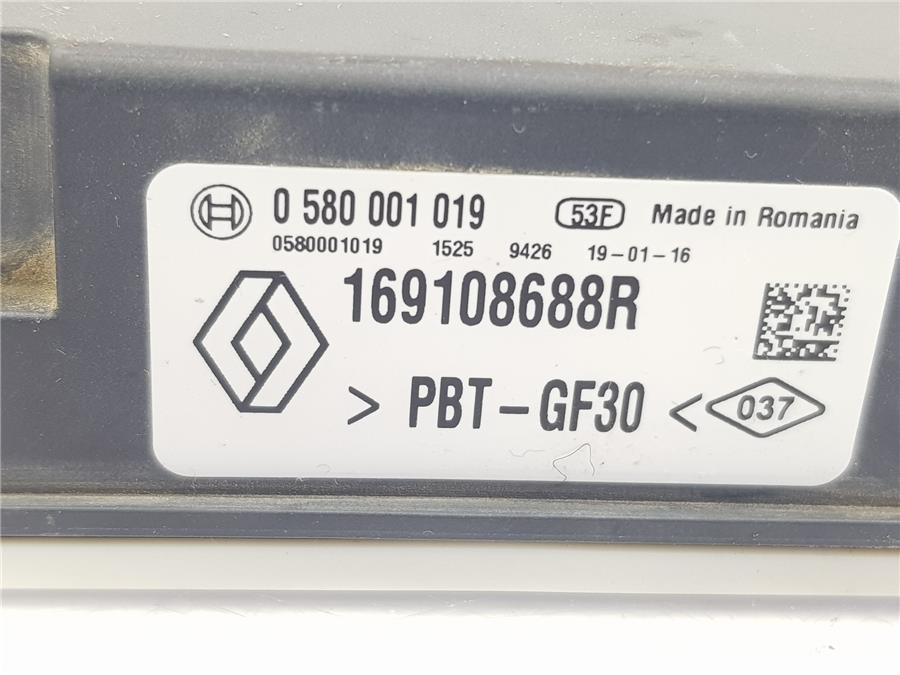 0 580 001 019 53F Made in Romania
0580001019 1525 9426 19-01-16
169108688R
> PBT-GF30 < 037